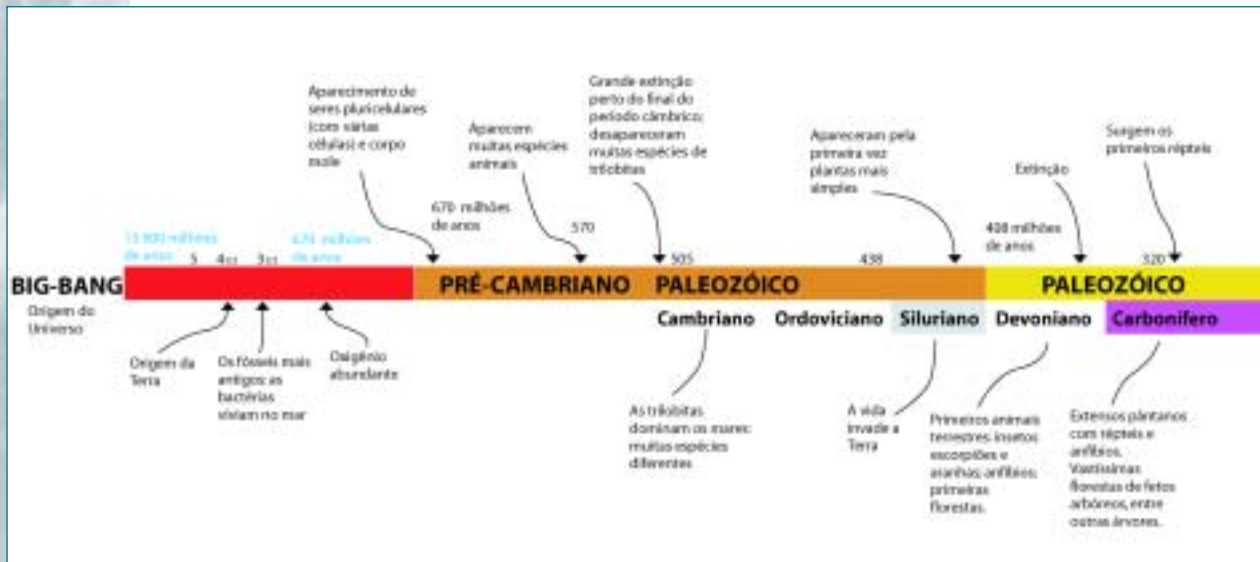 Aparecimento de
seres pluricelulares
(com várias
células) e corpo
mole
Aparecem
muitas espécies
animais
Grande extinção
perto do final do
período câmbrico;
desapareceram
muitas espécies de
trilobitas
Apareceram pela
primeira vez
plantas mais
simples
Extinção
Surgem os
primeiros répteis
milhões
de anos
5
4
3
670 milhões
de anos
670 milhões
de anos
570
505
438
408 milhões
de anos
320
BIG-BANG
PRÉ-CAMBRIANO
PALEOZÓICO
PALEOZÓICO
Origem do
Universo
Cambriano
Ordoviciano
Siluriano
Devoniano
Carbonífero
Origem da
Terra
Os fósseis mais
antigos: as
bactérias
viviam no mar
Oxigénio
abundante
As trilobitas
dominam os mares:
muitas espécies
diferentes
A vida
invade a
Terra
Primeiros animais
terrestres: insetos
escorpiões e
aranhas; anfíbios;
primeiras
florestas.
Extensos pântanos
com répteis e
anfíbios.
Vastíssimas
florestas de fetos
arbóreos, entre
outras árvores.